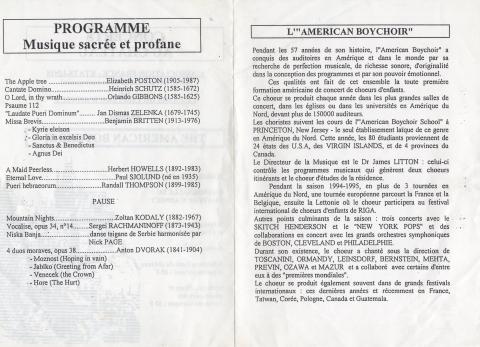 PROGRAMME
Musique sacrée et profane
The Apple tree ..........Elizabeth POSTON (1905-1987)
Cantate Domino..........Heinrich SCHUTZ (1585-1672)
O Lord, in thy wrath..........Orlando GIBBONS (1585-1625)
Psaume 112
"Laudate Pueri Dominum" ..... Jan Disema ZELENKA (1679-1745)
Missa Brevis..........Benjamin BRITTEN (1913-1976)
- Kyrie eleison
- Gloria in excelsis Deo
- Sanctus & Benedictus
- Agnus Dei
A Maid Peerless..........Herbert HOWELLS (1892-1983)
Eternal Love..........Paul SJOLUND (né en 1935)
Pueri hebraeorum..........Randall THOMPSON (1899-1985)
PAUSE
Mountain Nights..........Zoltan KODALY (1882-1967)
Vocalise, opus 34, n°14......Sergei RACHMANINOFF (1873-1943)
Niska Banja..........danse tsigane de Serbie harmonisée par
Nick PAGE
4 duos moraves, opus 38..........Anton DVORAK (1841-1904)
- Moznost (Hoping in vain)
- Jablko (Greeting from Afar)
- Venecek (the Crown)
- Hore (The Hurt)
L'"AMERICAN BOYCHOIR"
Pendant les 57 années de son histoire, l'"American Boychoir" a
conquis des auditoires en Amérique et dans le monde par sa
recherche de perfection musicale, de richesse sonore, d'originalité
dans la conception des programmes et par son pouvoir émotionnel.
Ces qualités ont fait de cet ensemble la toute première
formation américaine de concert de choeurs d'enfants.
Ce choeur se produit chaque année dans les plus grandes salles de
concert, dans les églises ou dans les universités en Amérique du
Nord, devant plus de 150000 auditeurs.
Les choristes suivent les cours de l'"American Boychoir School" à
PRINCETON, New Jersey - le seul établissement laïque de ce genre
en Amérique du Nord. Cette année, les 80 étudiants proviennent de
24 états des U.S.A, des VIRGIN ISLANDS, et de 4 provinces du
Canada.
Le Directeur de la Musique est le Dr James LITTON : celui-ci
contrôle les programmes musicaux qui génèrent deux choeurs
itinérants et le choeur d'études de la résidence.
Pendant la saison 1994-1995, en plus de 3 tournées en
Amérique du Nord, une tournée européenne parcourt la France et la
Belgique, ensuite la Lettonie où le choeur participera au festival
international de choeurs d'enfants de RIGA.
Autres points culminants de la saison : trois concerts avec le
SKITCH HENDERSON et le "NEW YORK POPS" et des
collaborations en concert avec les grands orchestres symphoniques
de BOSTON, CLEVELAND et PHILADELPHIE.
Durant son existence, le choeur a chanté sous la direction de
TOSCANINI, ORMANDY, LEINSDORF, BERNSTEIN, MEHTA,
PREVIN, OZAWA et MAZUR et a collaboré avec certains d'entre
eux à des "premières mondiales".
Le choeur se produit également souvent dans de grands festivals
internationaux : ces dernières années et récemment en France,
Taïwan, Corée, Pologne, Canada et Guatemala.